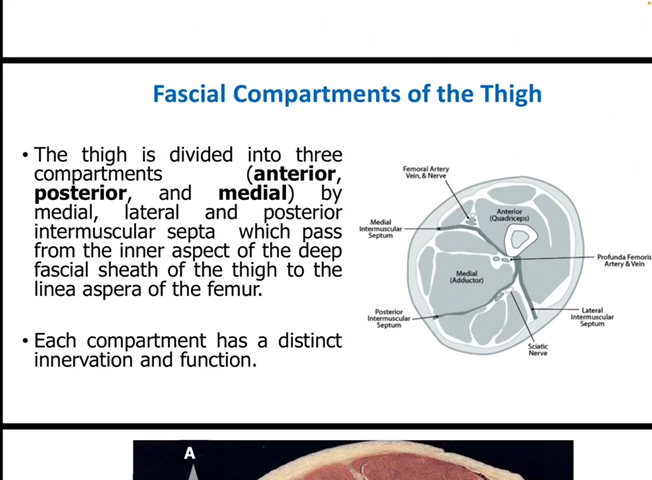 Fascial Compartments of the Thigh
• The thigh is divided into three
compartments (anterior,
posterior, and medial) by
medial, lateral and posterior
intermuscular septa which pass
from the inner aspect of the deep
fascial sheath of the thigh to the
linea aspera of the femur.
• Each compartment has a distinct
innervation and function.
Femoral Artery
Vein, & Nerve
Anterior
(Quadriceps)
Medial
Intermuscular
Septum
Profunda Femoris
Artery & Vein
Medial
(Adductor)
Posterior
Intermuscular
Septum
Lateral
Intermuscular
Septum
Sciatic
Nerve
A